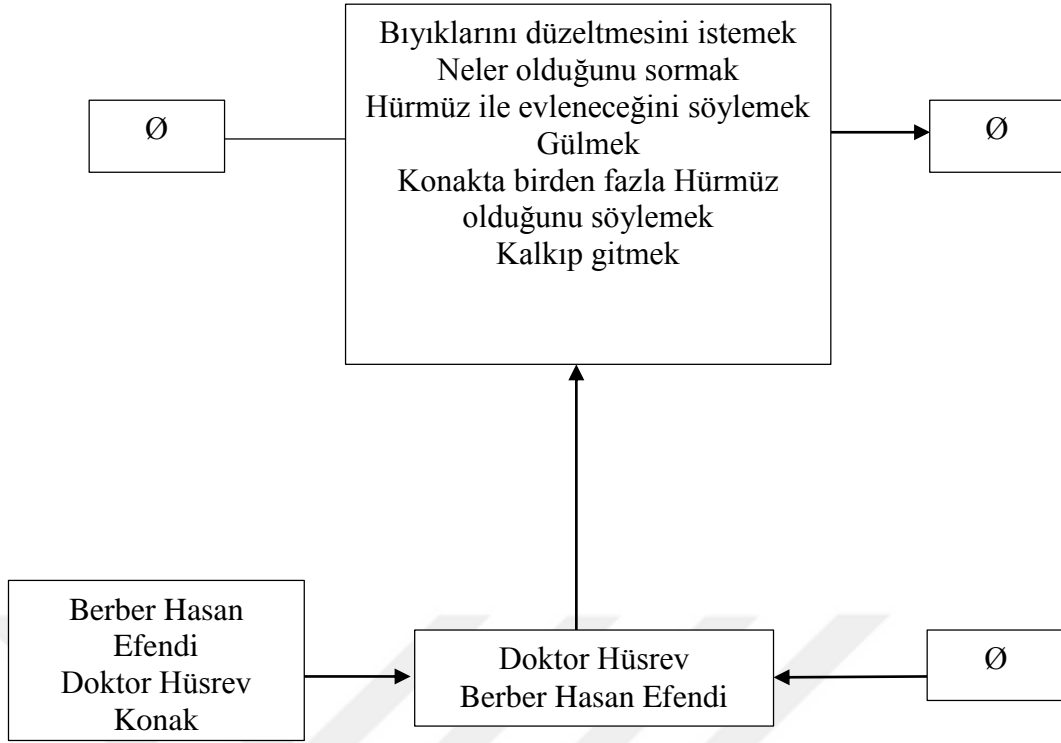 Bıyıklarını düzeltmesini istemek
Neler olduğunu sormak
Hürmüz ile evleneceğini söylemek
Gülmek
Konakta birden fazla Hürmüz
olduğunu söylemek
Kalkıp gitmek
Ø
Ø
Berber Hasan
Efendi
Doktor Hüsrev
Konak
Doktor Hüsrev
Berber Hasan Efendi
Ø